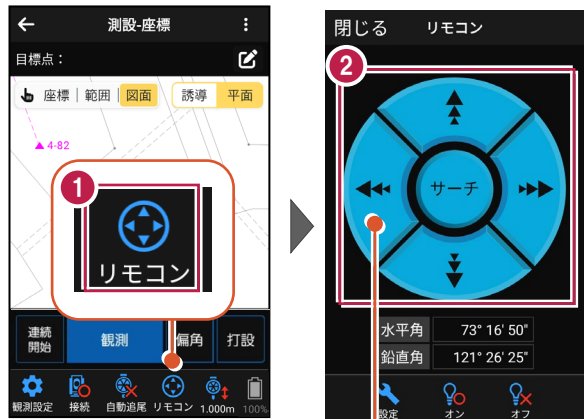 測設-座標
目標点：
座標 範囲 図面 誘導 平面
4-82
1
リモコン
連続
開始
観測 偏角 打設
観測設定 接続 自動追尾 リモコン 1.000m 100%
閉じる リモコン
2
サーチ
水平角 73° 16' 50"
鉛直角 121° 26' 25"
設定 オン オフ